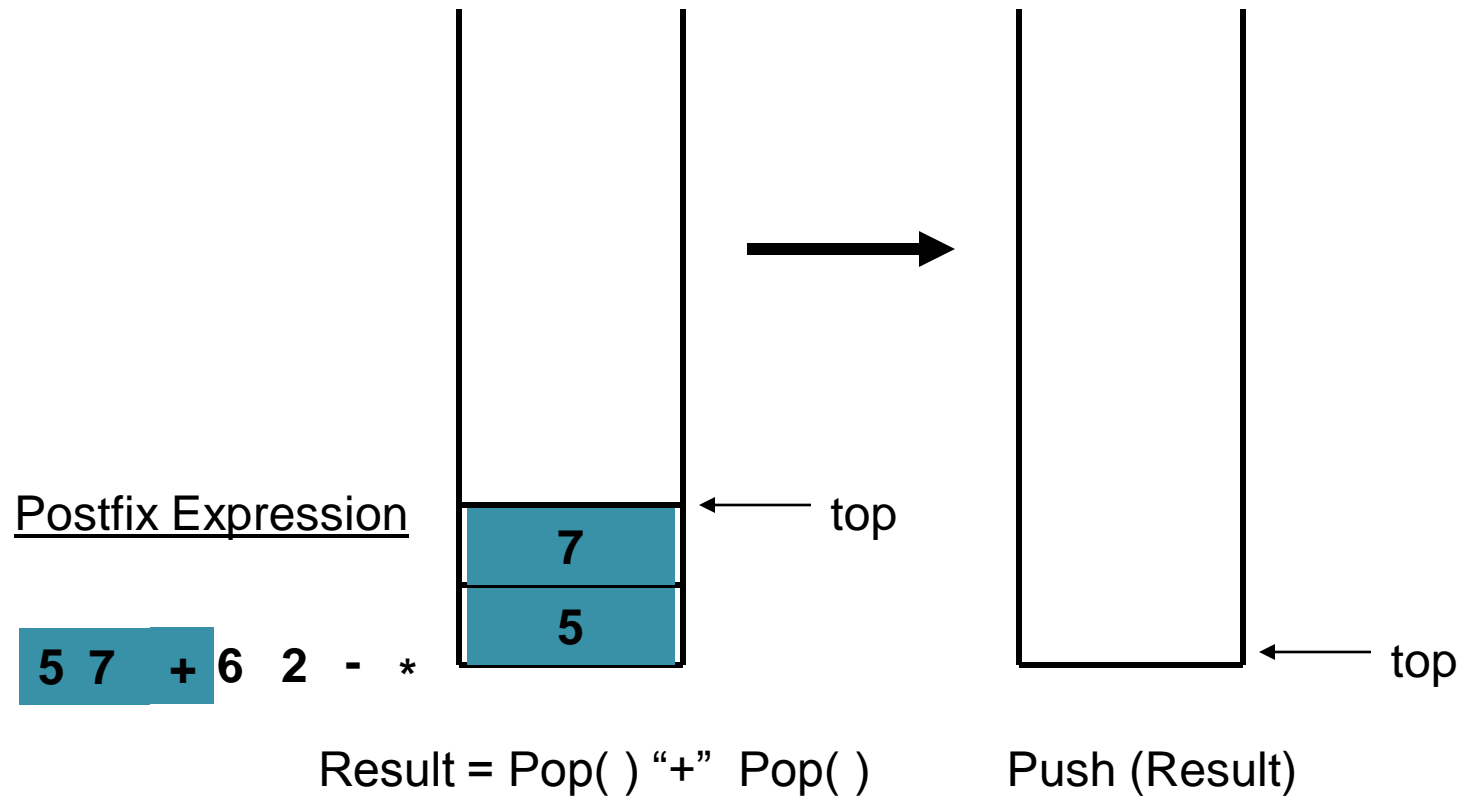 Postfix Expression
top
7
5
5 7 + 6 2 - *
top
Result = Pop( ) “+” Pop( )
Push (Result)